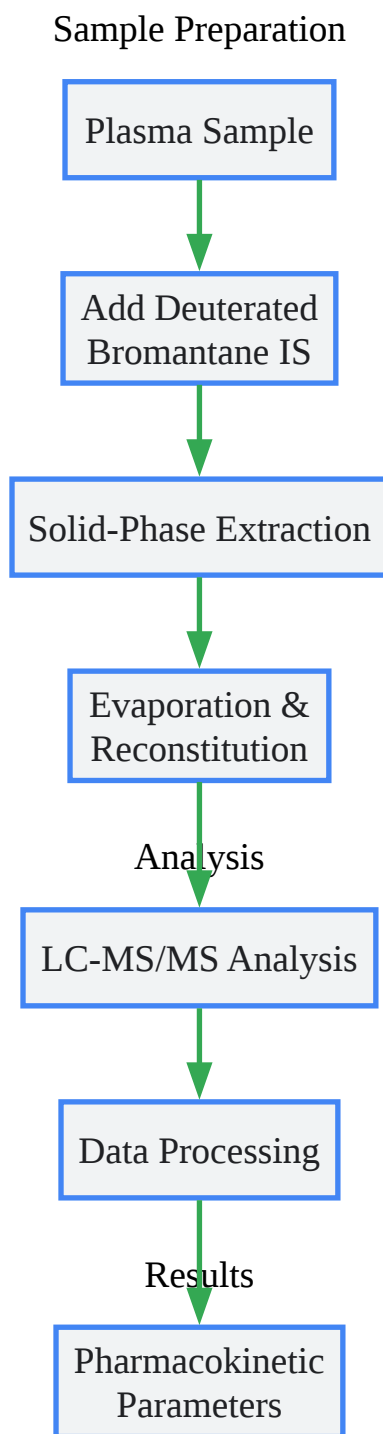 Sample Preparation
Plasma Sample
Add Deuterated
Bromantane IS
Solid-Phase Extraction
Evaporation &
Reconstitution
Analysis
LC-MS/MS Analysis
Data Processing
Results
Pharmacokinetic
Parameters